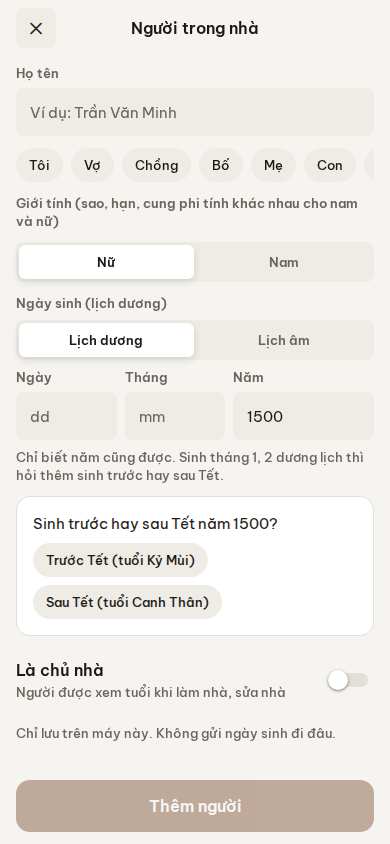 Người trong nhà
Họ tên
Ví dụ: Trần Văn Minh
Tôi
Vợ
Chồng
Bố
Mẹ
Con
Giới tính (sao, hạn, cung phi tính khác nhau cho nam
và nữ)
Nữ
Nam
Ngày sinh (lịch dương)
Lịch dương
Lịch âm
Ngày
Tháng
Năm
dd
mm
1500
Chỉ biết năm cũng được. Sinh tháng 1, 2 dương lịch thì
hỏi thêm sinh trước hay sau Tết.
Sinh trước hay sau Tết năm 1500?
Trước Tết (tuổi Kỷ Mùi)
Sau Tết (tuổi Canh Thân)
Là chủ nhà
Người được xem tuổi khi làm nhà, sửa nhà
Chỉ lưu trên máy này. Không gửi ngày sinh đi đâu.
Thêm người